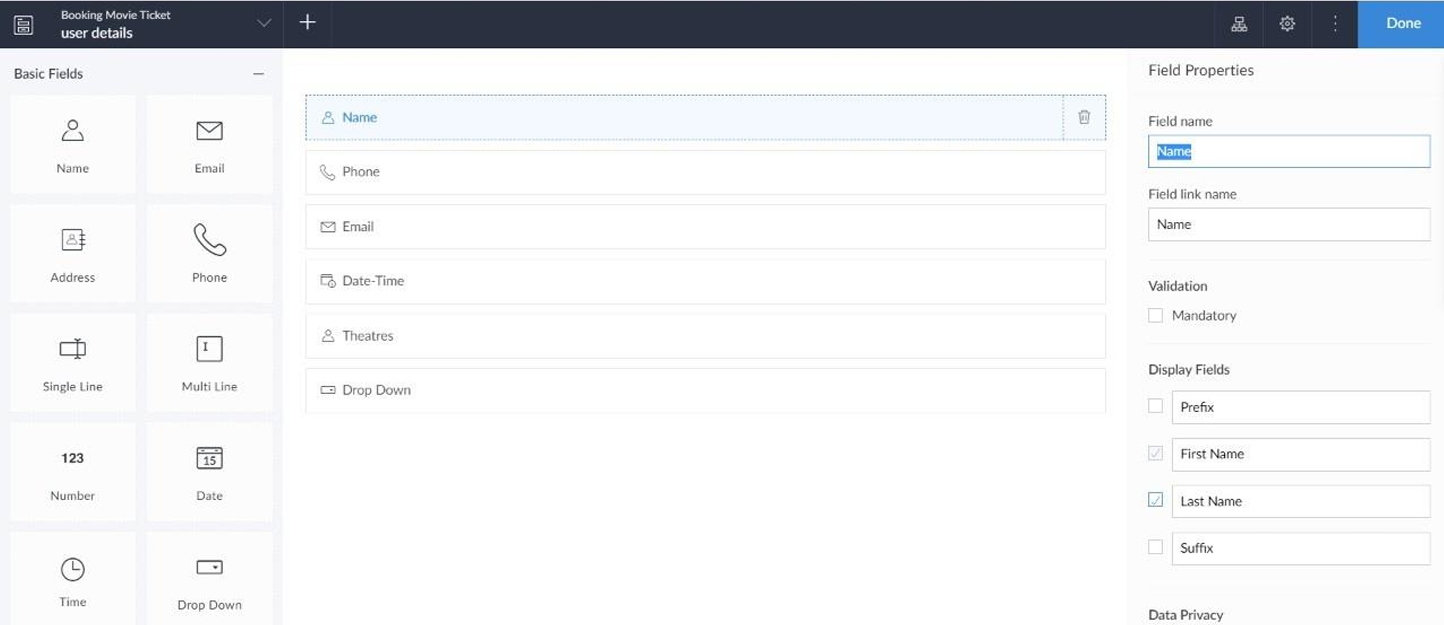 Booking Movie Ticket
user details
Done
Basic Fields
Name
Email
Address
Phone
Single Line
Multi Line
123
Number
15
Date
Time
Drop Down
Name
Phone
Email
Date-Time
Theatres
Drop Down
Field Properties
Field name
Name
Field link name
Name
Validation
Mandatory
Display Fields
Prefix
First Name
Last Name
Suffix
Data Privacy